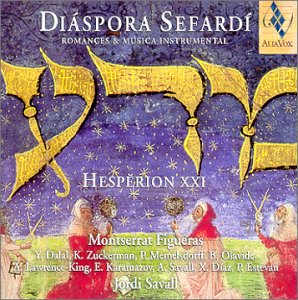 DIÁSPORA SEFARDÍ
ROMANCES & MÚSICA INSTRUMENTAL
ALIAVOX
HESPÈRION XXI
Montserrat Figueras
Y. Dalal, K. Zuckerman, P. Memelsdorff, B. Olavide,
A. Lawrence-King, E. Karamazov, A. Savall, X. Díaz, P. Estevan
Jordi Savall